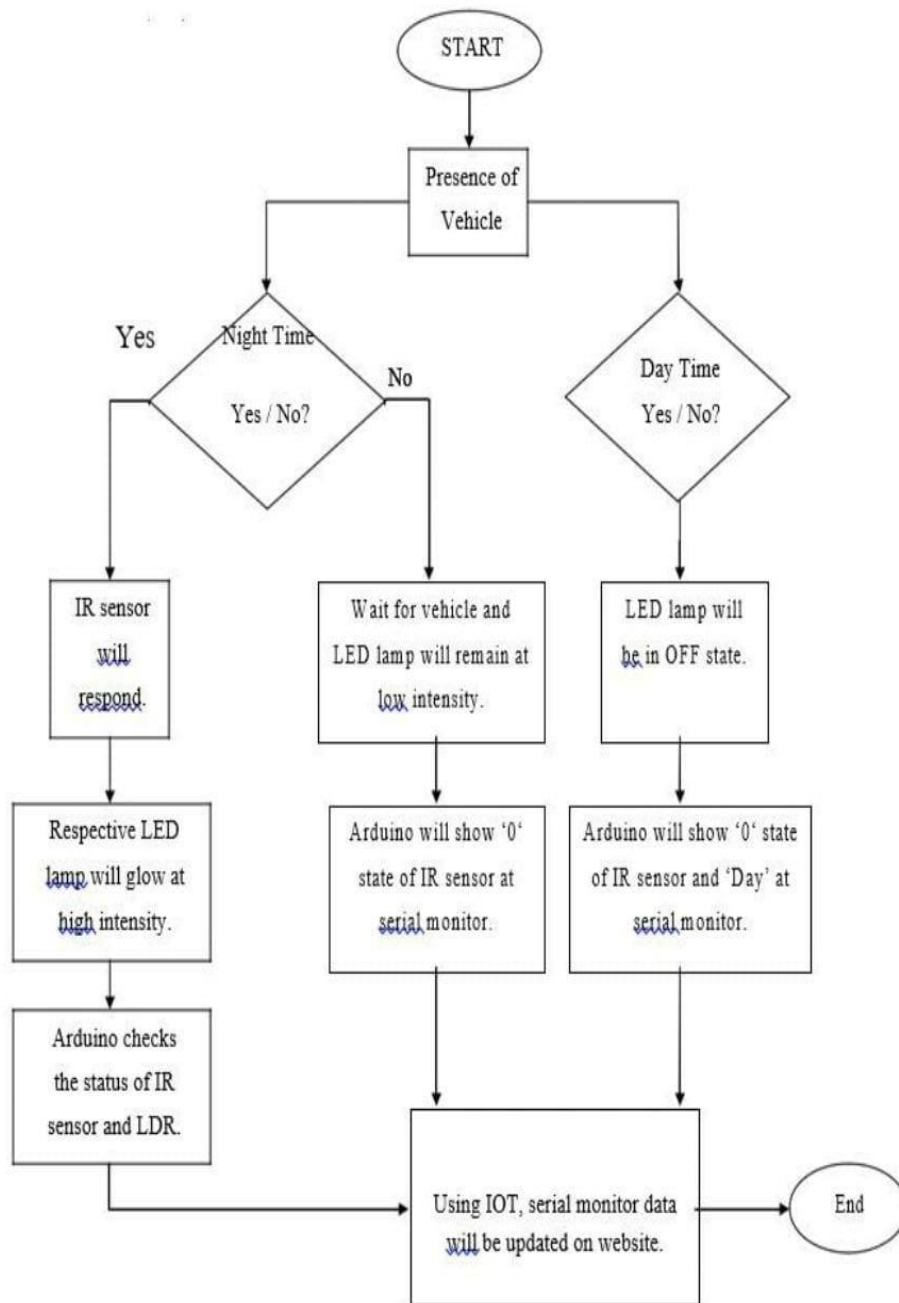 START
Presence of
Vehicle
Yes
Night Time
Yes / No?
No
Day Time
Yes / No?
IR sensor
will
respond.
Wait for vehicle and
LED lamp will remain at
low intensity.
LED lamp will
be in OFF state.
Respective LED
lamp will glow at
high intensity.
Arduino will show ‘0‘
state of IR sensor at
serial monitor.
Arduino will show ‘0‘ state
of IR sensor and ‘Day’ at
serial monitor.
Arduino checks
the status of IR
sensor and LDR.
Using IOT, serial monitor data
will be updated on website.
End